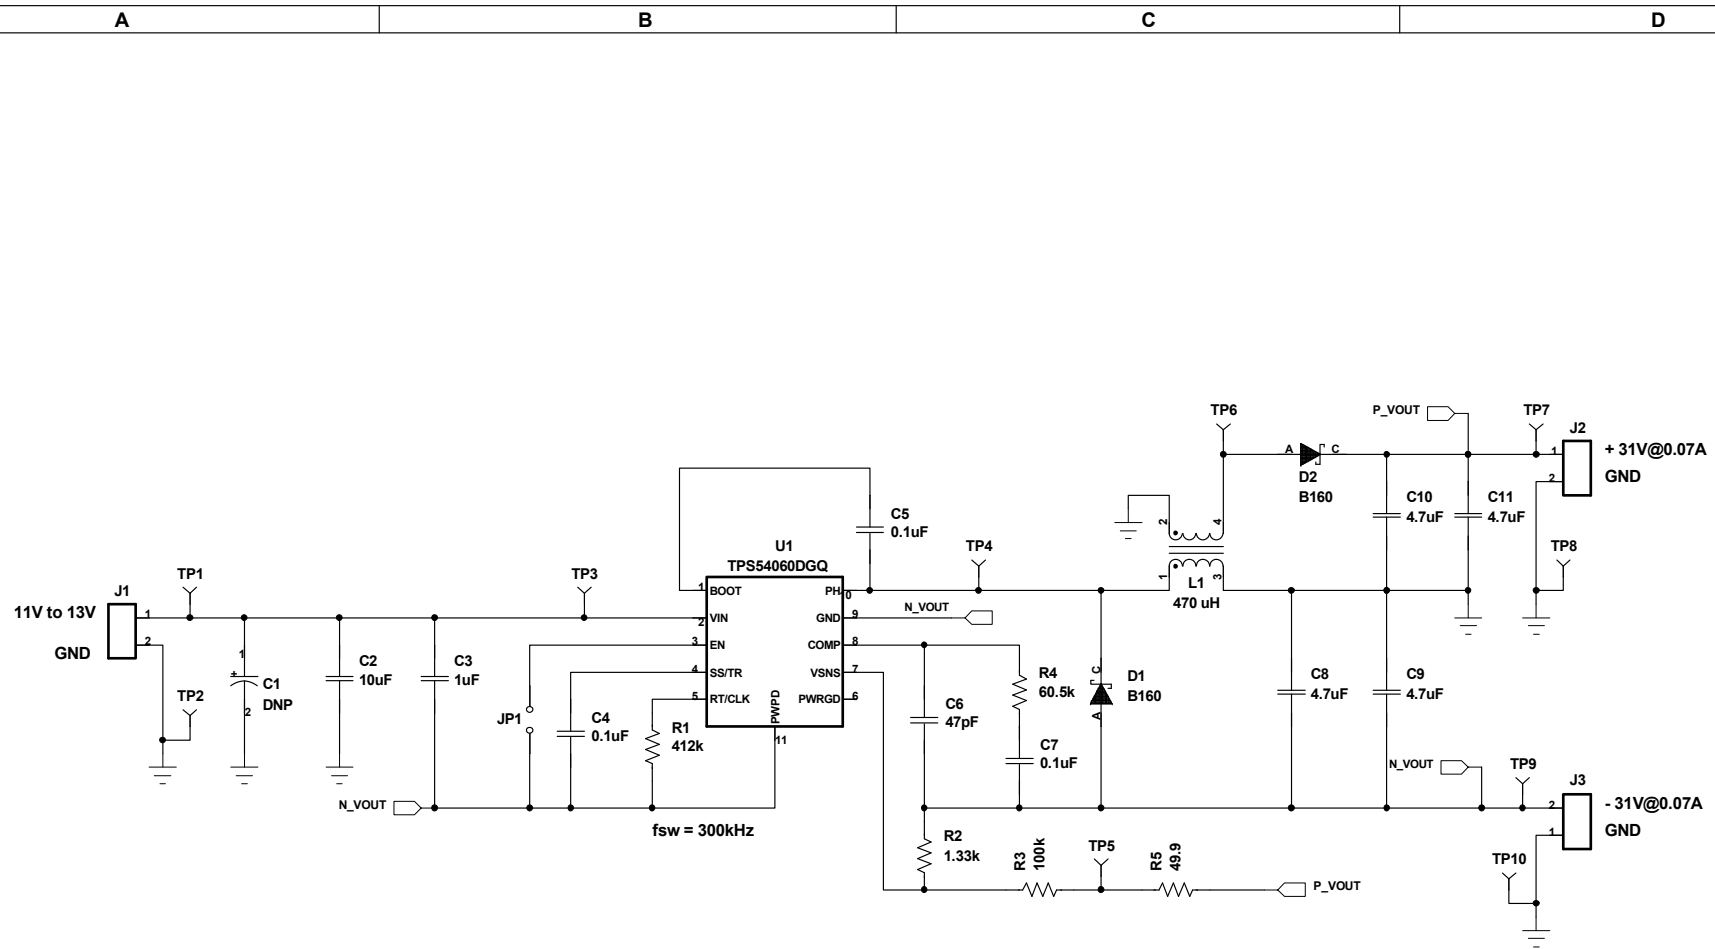 A
B
C
D
11V to 13V
GND
J1
1
2
TP1
TP2
1
+
2
C1
DNP
C2
10uF
C3
1uF
TP3
JP1
C4
0.1uF
R1
412k
N_VOUT
fsw = 300kHz
U1
TPS54060DGQ
1
2
3
4
5
BOOT
VIN
EN
SS/TR
RT/CLK
PWPD
11
PH
GND
COMP
VSNS
PWRGD
0
9
8
7
6
C5
0.1uF
TP4
N_VOUT
C6
47pF
R4
60.5k
C7
0.1uF
C
A
D1
B160
R2
1.33k
R3
100k
TP5
R5
49.9
P_VOUT
TP6
2
4
1
3
L1
470 uH
A
C
D2
B160
P_VOUT
TP7
J2
1
2
+ 31V@0.07A
GND
C10
4.7uF
C11
4.7uF
TP8
C8
4.7uF
C9
4.7uF
N_VOUT
TP9
J3
2
1
- 31V@0.07A
GND
TP10